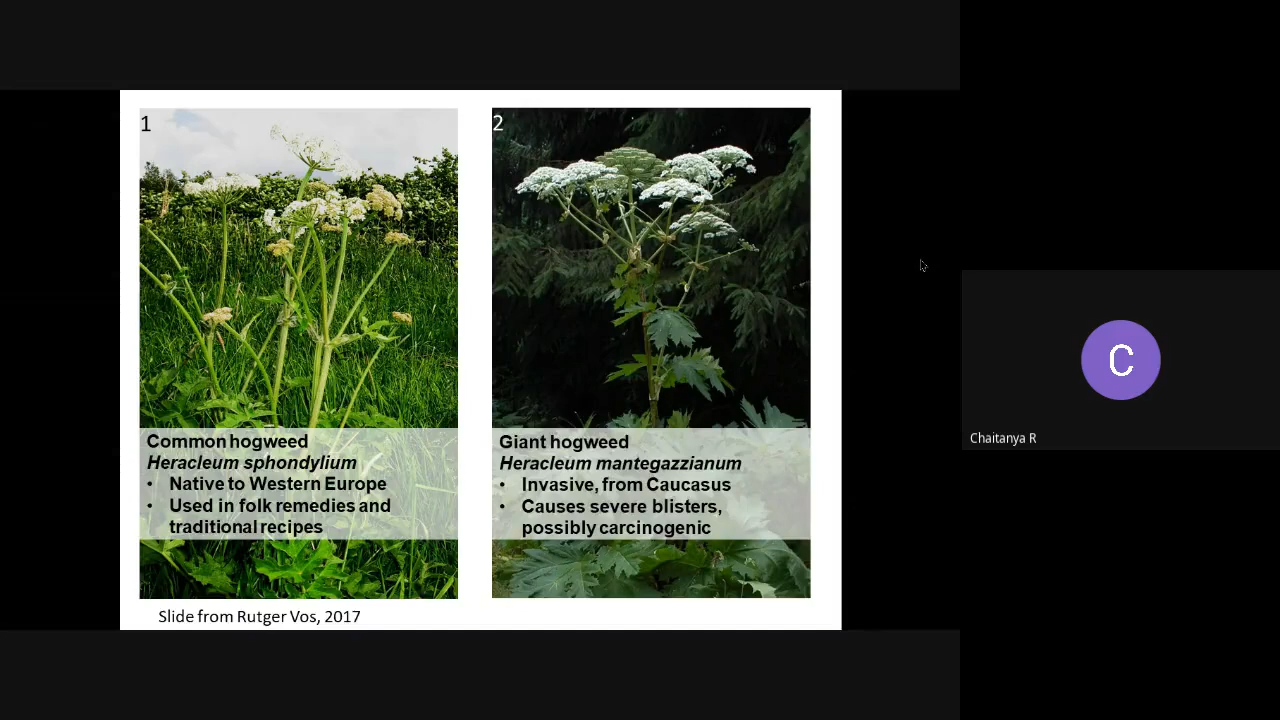 1
Common hogweed
Heracleum sphondylium
• Native to Western Europe
• Used in folk remedies and
traditional recipes
2
Giant hogweed
Heracleum mantegazzianum
• Invasive, from Caucasus
• Causes severe blisters,
possibly carcinogenic
Slide from Rutger Vos, 2017
C
Chaitanya R